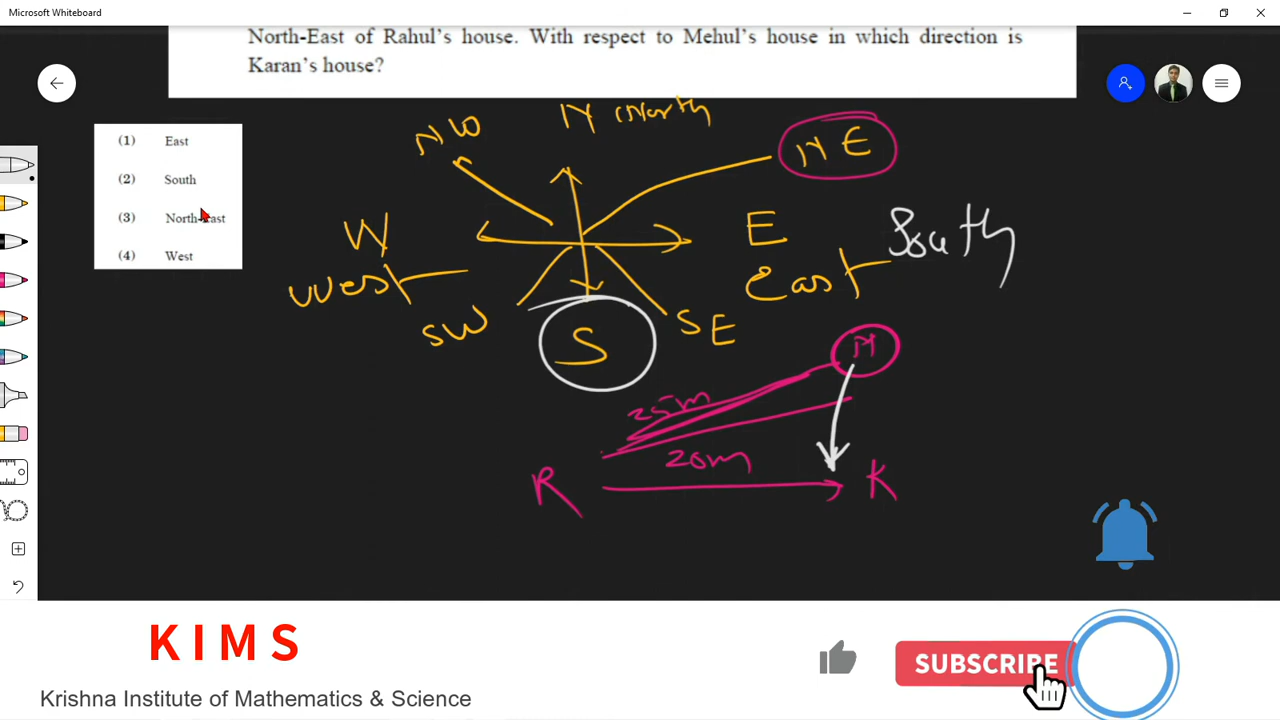 Microsoft Whiteboard
North-East of Rahul's house. With respect to Mehul's house in which direction is
Karan's house?
(1) East
(2) South
(3) North-East
(4) West
NW
N (North
NE
W
West
E
East
South
SW
S
SE
M
25m
20m
R
K
KIMS
SUBSCRIBE
Krishna Institute of Mathematics & Science